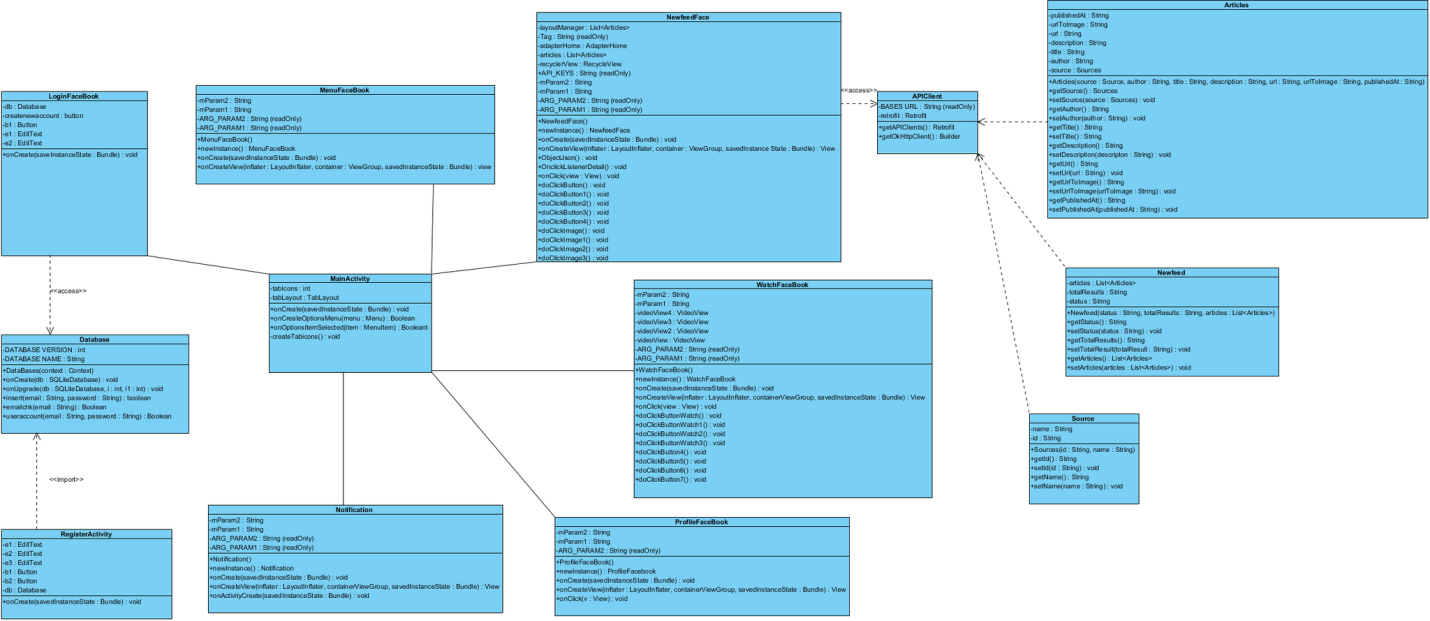 LoginFaceBook
-db : Database
-createnewaccount : button
-b1 : Button
-e1 : EditText
-e2 : EditText
+onCreate(saveInstanceState : Bundle) : void
MenuFaceBook
-mParam2 : String
-mParam1 : String
-ARG_PARAM2 : String (readOnly)
-ARG_PARAM1 : String (readOnly)
+MenuFaceBook()
+newInstance() : MenuFaceBook
+onCreate(savedInstanceState : Bundle) : void
+onCreateView(inflater : LayoutInflater, container : ViewGroup, savedInstanceState : Bundle) : view
NewfeedFace
-layoutManager : List<Articles>
-Tag : String (readOnly)
-adapterHome : AdapterHome
-articles : List<Articles>
-recyclerView : RecycleView
+API_KEYS : String (readOnly)
-mParam2 : String
-mParam1 : String
-ARG_PARAM2 : String (readOnly)
-ARG_PARAM1 : String (readOnly)
+NewfeedFace()
+newInstance() : NewfeedFace
+onCreate(savedInstanceState : Bundle) : void
+onCreateView(inflater : LayoutInflater, container : ViewGroup, savedInstance State : Bundle) : View
+ObjectJson() : void
+OnclickListenerDetail() : void
+onClick(view : View) : void
+doClickButton() : void
+doClickButton1() : void
+doClickButton2() : void
+doClickButton3() : void
+doClickButton4() : void
+doClickImage() : void
+doClickImage1() : void
+doClickImage2() : void
+doClickImage3() : void
<<access>>
APIClient
-BASES URL : String (readOnly)
-retrofit : Retrofit
+getAPIClients() : Retrofit
+getOkHttpClient() : Builder
Articles
-publishedAt : String
-urlToImage : String
-url : String
-description : String
-title : String
-author : String
-source : Sources
+Articles(source : Source, author : String, title : String, description : String, url : String, urlToImage : String, publishedAt : String)
+getSource() : Sources
+setSource(source : Sources) : void
+getAuthor() : String
+setAuthor(author : String) : void
+getTitle() : String
+setTitle() : String
+getDescription() : String
+setDescription(descripton : String) : void
+getUrl() : String
+setUrl(url : String) : void
+getUrlToImage() : String
+setUrlToImage(urlToImage : String) : void
+getPublishedAt() : String
+setPublishedAt(publishedAt : String) : void
<<access>>
MainActivity
-tabIcons : int
-tabLayout : TabLayout
+onCreate(savedInstanceState : Bundle) : void
+onCreateOptionsMenu(menu : Menu) : Boolean
+onOptionsItemSelected(item : MenuItem) : Booleant
-createTabicons() : void
WatchFaceBook
-mParam2 : String
-mParam1 : String
-videoView4 : VideoView
-videoView3 : VideoView
-videoView2 : VideoView
-videoView : VideoView
-ARG_PARAM2 : String (readOnly)
-ARG_PARAM1 : String (readOnly)
+WatchFaceBook()
+newInstance() : WatchFaceBook
+onCreate(savedInstanceState : Bundle) : void
+onCreateView(inflater : LayoutInflater, containerViewGroup, savedInstanceState : Bundle) : View
+onClick(view : View) : void
+doClickButtonWatch() : void
+doClickButtonWatch1() : void
+doClickButtonWatch2() : void
+doClickButtonWatch3() : void
+doClickButton4() : void
+doClickButton5() : void
+doClickButton6() : void
+doClickButton7() : void
Newfeed
-articles : List<Articles>
-totalResults : String
-status : String
+Newfeed(status : String, totalResults : String, articles : List<Articles>)
+getStatus() : String
+setStatus(status : String) : void
+getTotalResults() : String
+setTotalResult(totalResult : String) : void
+getArticles() : List<Articles>
+setArticles(articles : List<Articles>) : void
Database
-DATABASE VERSION : int
-DATABASE NAME : String
+DataBases(context : Context)
+onCreate(db : SQLiteDatabase) : void
+onUpgrade(db : SQLiteDatabase, i : int, i1 : int) : void
+insert(email : String, password : String) : boolean
+emailchk(email : String) : Boolean
+useraccount(email : String, password : String) : Boolean
Source
-name : String
-id : String
+Sources(id : String, name : String)
+getId() : String
+setId(id : String) : void
+getName() : String
+setName(name : String) : void
<<import>>
RegisterActivity
-e1 : EditText
-e2 : EditText
-e3 : EditText
-b1 : Button
-b2 : Button
-db : Database
+onCreate(savedInstanceState : Bundle) : void
Notification
-mParam2 : String
-mParam1 : String
-ARG_PARAM2 : String (readOnly)
-ARG_PARAM1 : String (readOnly)
+Notification()
+newInstance() : Notification
+onCreate(savedInstanceState : Bundle) : void
+onCreateView(inflater : LayoutInflater, containerViewGroup, savedInstanceState : Bundle) : View
+onActivityCreate(savedInstanceState : Bundle) : void
ProfileFaceBook
-mParam2 : String
-mParam1 : String
-ARG_PARAM2 : String (readOnly)
+ProfileFaceBook()
+newInstance() : ProfileFacebook
+onCreate(savedInstanceState : Bundle) : void
+onCreateView(inflater : LayoutInflater, containerViewGroup, savedInstanceState : Bundle) : View
+onClick(v : View) : void